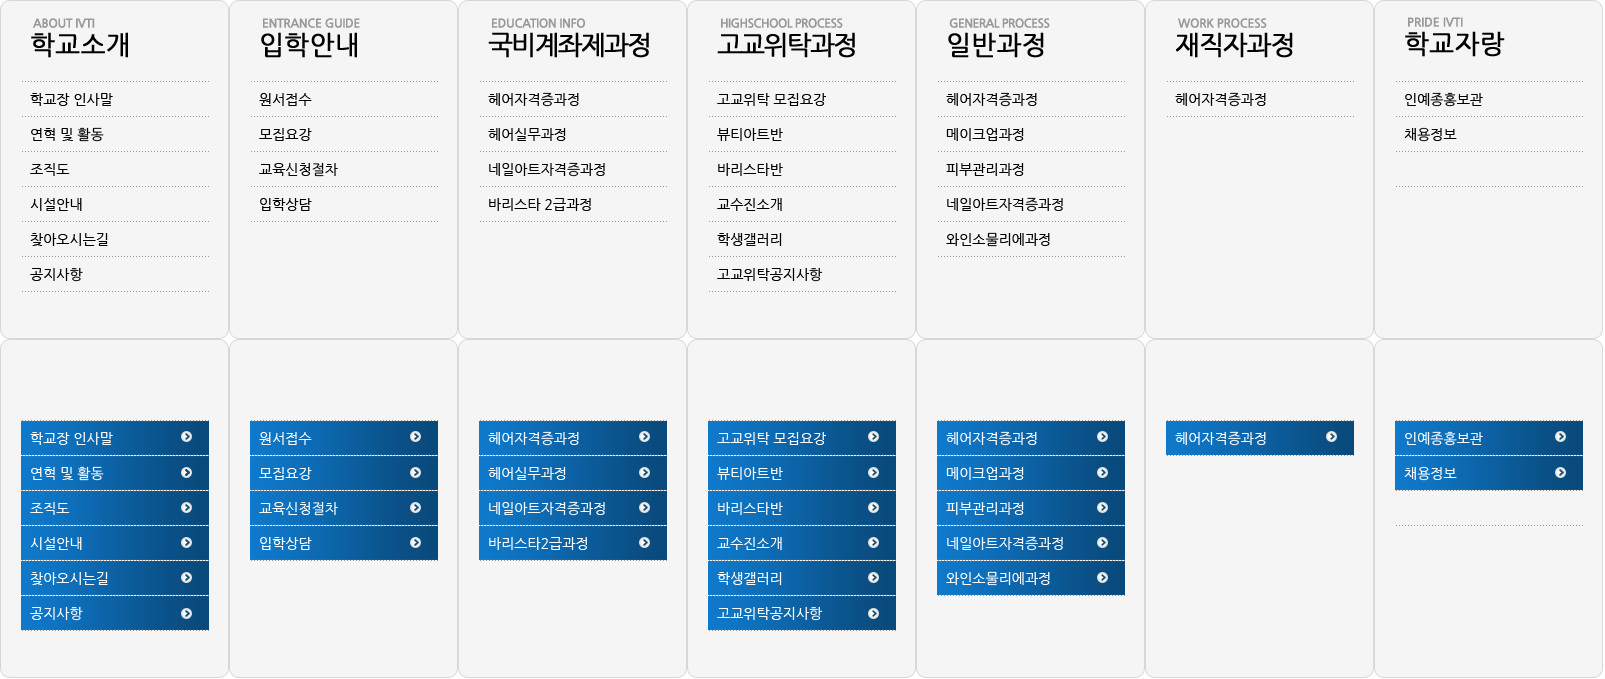 ABOUT IVTI
학교소개
학교장 인사말
연혁 및 활동
조직도
시설안내
찾아오시는길
공지사항
ENTRANCE GUIDE
입학안내
원서접수
모집요강
교육신청절차
입학상담
EDUCATION INFO
국비계좌제과정
헤어자격증과정
헤어실무과정
네일아트자격증과정
바리스타 2급과정
HIGHSCHOOL PROCESS
고교위탁과정
고교위탁 모집요강
뷰티아트반
바리스타반
교수진소개
학생갤러리
고교위탁공지사항
GENERAL PROCESS
일반과정
헤어자격증과정
메이크업과정
피부관리과정
네일아트자격증과정
와인소믈리에과정
WORK PROCESS
재직자과정
헤어자격증과정
PRIDE IVTI
학교자랑
인예종홍보관
채용정보
학교장 인사말
연혁 및 활동
조직도
시설안내
찾아오시는길
공지사항
원서접수
모집요강
교육신청절차
입학상담
헤어자격증과정
헤어실무과정
네일아트자격증과정
바리스타2급과정
고교위탁 모집요강
뷰티아트반
바리스타반
교수진소개
학생갤러리
고교위탁공지사항
헤어자격증과정
메이크업과정
피부관리과정
네일아트자격증과정
와인소믈리에과정
헤어자격증과정
인예종홍보관
채용정보